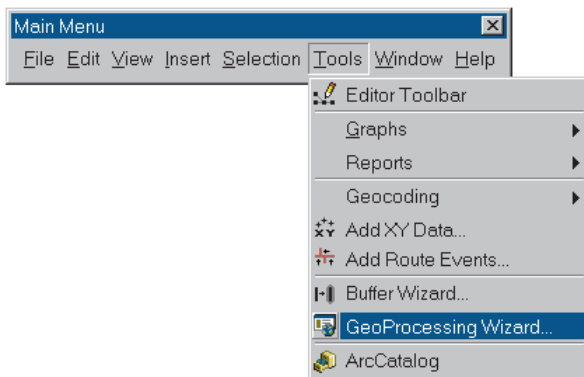 Main Menu
File Edit View Insert Selection Tools Window Help
Editor Toolbar
Graphs
Reports
Geocoding
Add XY Data...
Add Route Events...
Buffer Wizard...
GeoProcessing Wizard...
ArcCatalog